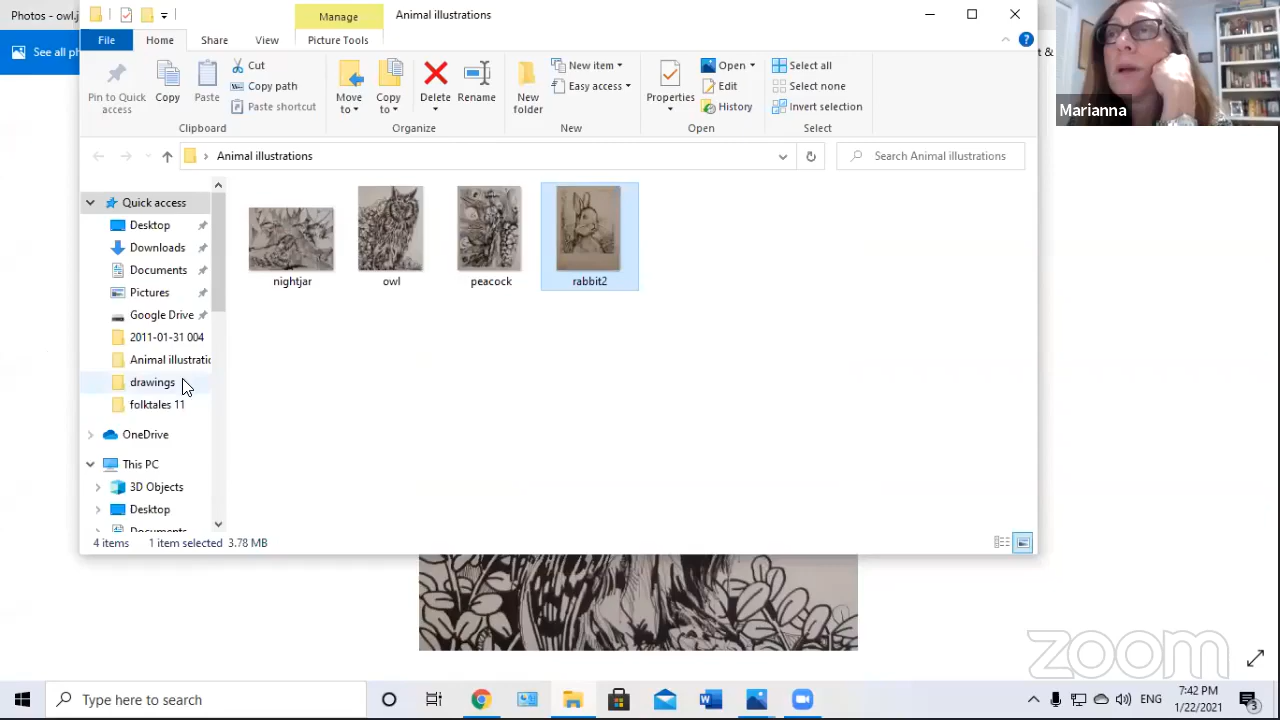 Photos - owl.j
See all ph
Manage
Animal illustrations
File
Home
Share
View
Picture Tools
Pin to Quick access
Copy
Paste
Cut
Copy path
Paste shortcut
Move to
Copy to
Delete
Rename
New folder
New item
Easy access
Properties
Open
Edit
History
Select all
Select none
Invert selection
Clipboard
Organize
New
Open
Select
Animal illustrations
Search Animal illustrations
Quick access
Desktop
Downloads
Documents
Pictures
Google Drive
2011-01-31 004
Animal illustratic
drawings
folktales 11
OneDrive
This PC
3D Objects
Desktop
Documents
nightjar
owl
peacock
rabbit2
4 items
1 item selected 3.78 MB
t &
Marianna
zoom
Type here to search
ENG
7:42 PM
1/22/2021
3